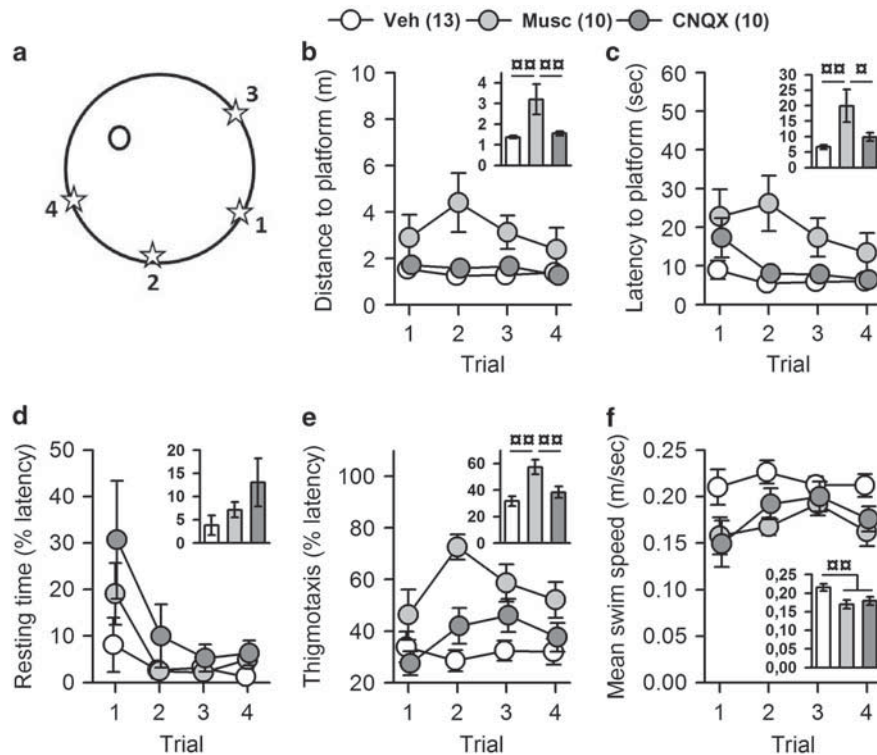 Veh (13) Musc (10) CNQX (10)
a
3
4
1
2
b
Distance to platform (m)
10
8
6
4
2
0
1 2 3 4
Trial
¤¤ ¤¤
4
3
2
1
0
c
Latency to platform (sec)
60
50
40
30
20
10
0
1 2 3 4
Trial
¤¤ ¤
30
25
20
15
10
5
0
d
Resting time (% latency)
50
40
30
20
10
0
1 2 3 4
Trial
20
15
10
5
0
e
Thigmotaxis (% latency)
100
80
60
40
20
1 2 3 4
Trial
¤¤ ¤¤
60
40
20
0
f
Mean swim speed (m/sec)
0.25
0.20
0.15
0.10
0.05
0.00
1 2 3 4
Trial
¤¤
0,25
0,20
0,15
0,10
0,05
0,00